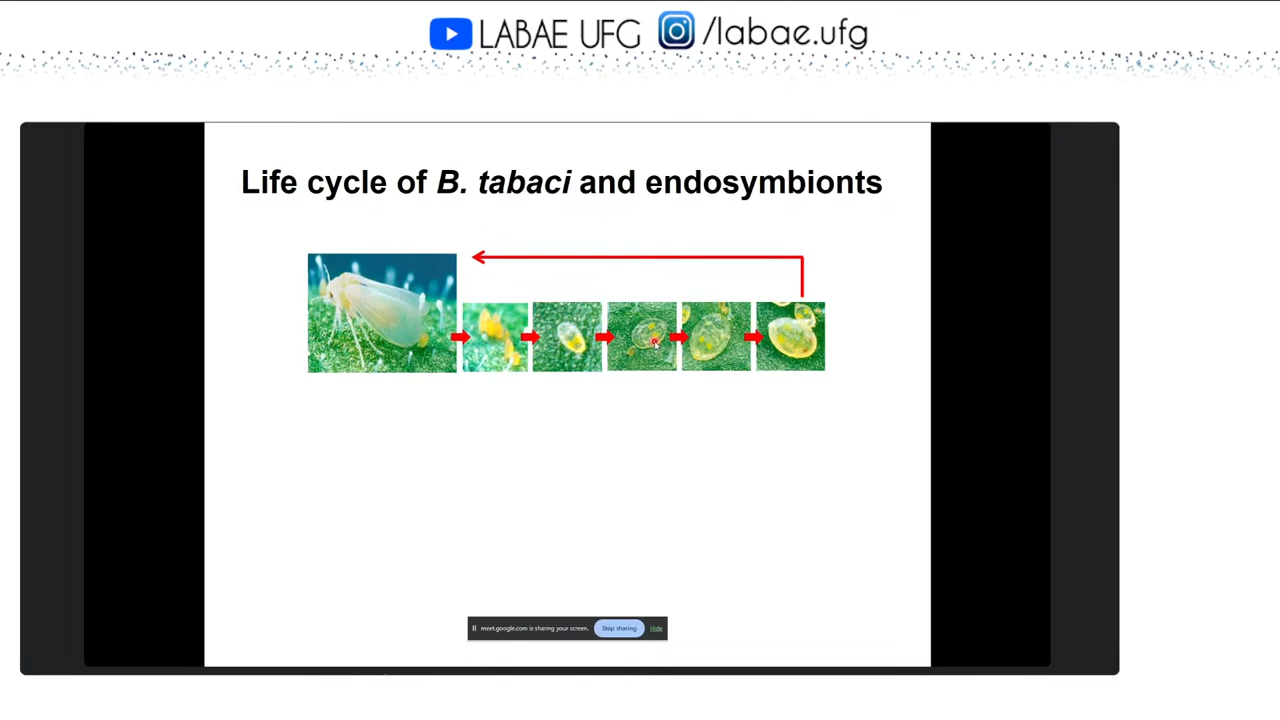 LABAE UFG /labae.ufg
Life cycle of B. tabaci and endosymbionts
meet.google.com is sharing your screen. Stop sharing Hide